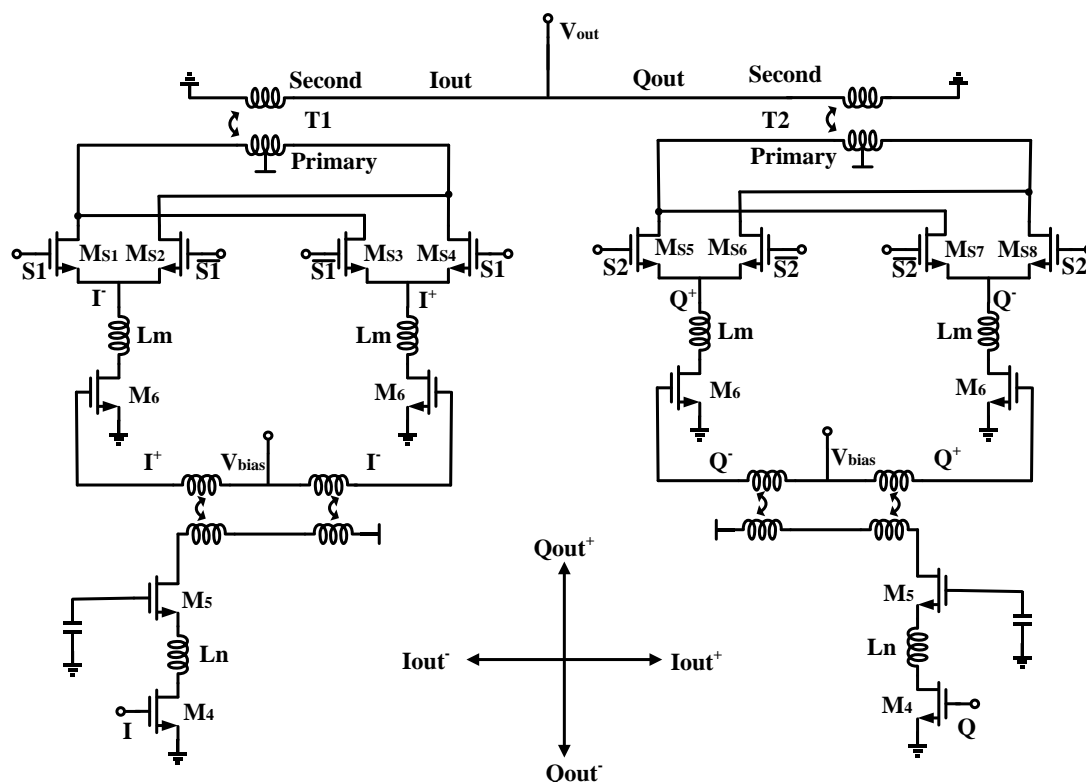 Vout
Second Iout Qout Second
T1 T2
Primary Primary
MS1 MS2 MS3 MS4 MS5 MS6 MS7 MS8
S1 S̅1̅ S̅1̅ S1 S2 S̅2̅ S̅2̅ S2
I⁻ I⁺ Q⁺ Q⁻
Lm Lm Lm Lm
M6 M6 M6 M6
I⁺ Vbias I⁻ Q⁻ Vbias Q⁺
Qout⁺
M5 M5
Ln Iout⁻ Iout⁺ Ln
M4 M4
I Q
Qout⁻